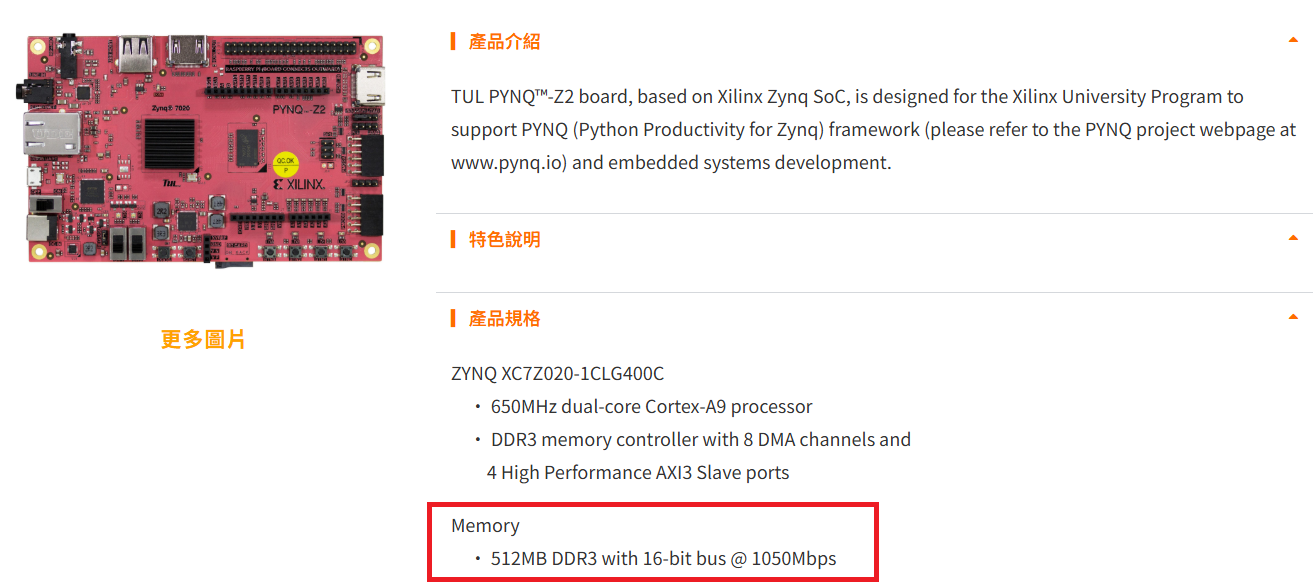 Zynq® 7020
PYNQ™-Z2
QC.OK
P
XILINX
TUL
更多圖片
產品介紹
TUL PYNQ™-Z2 board, based on Xilinx Zynq SoC, is designed for the Xilinx University Program to
support PYNQ (Python Productivity for Zynq) framework (please refer to the PYNQ project webpage at
www.pynq.io) and embedded systems development.
特色說明
產品規格
ZYNQ XC7Z020-1CLG400C
• 650MHz dual-core Cortex-A9 processor
• DDR3 memory controller with 8 DMA channels and
4 High Performance AXI3 Slave ports
Memory
• 512MB DDR3 with 16-bit bus @ 1050Mbps